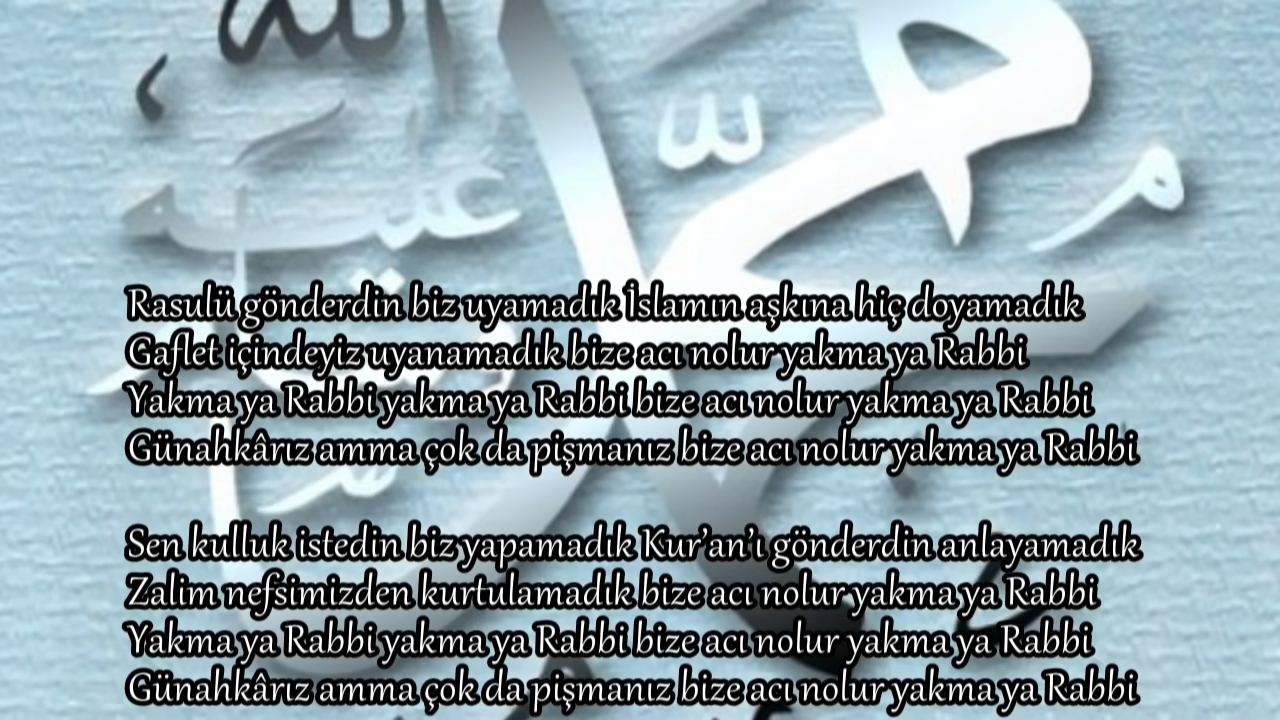 الله
عليه
محمد
Rasulü gönderdin biz uyamadık İslamın aşkına hiç doyamadık
Gaflet içindeyiz uyanamadık bize acı nolur yakma ya Rabbi
Yakma ya Rabbi yakma ya Rabbi bize acı nolur yakma ya Rabbi
Günahkârız amma çok da pişmanız bize acı nolur yakma ya Rabbi
Sen kulluk istedin biz yapamadık Kur’an’ı gönderdin anlayamadık
Zalim nefsimizden kurtulamadık bize acı nolur yakma ya Rabbi
Yakma ya Rabbi yakma ya Rabbi bize acı nolur yakma ya Rabbi
Günahkârız amma çok da pişmanız bize acı nolur yakma ya Rabbi